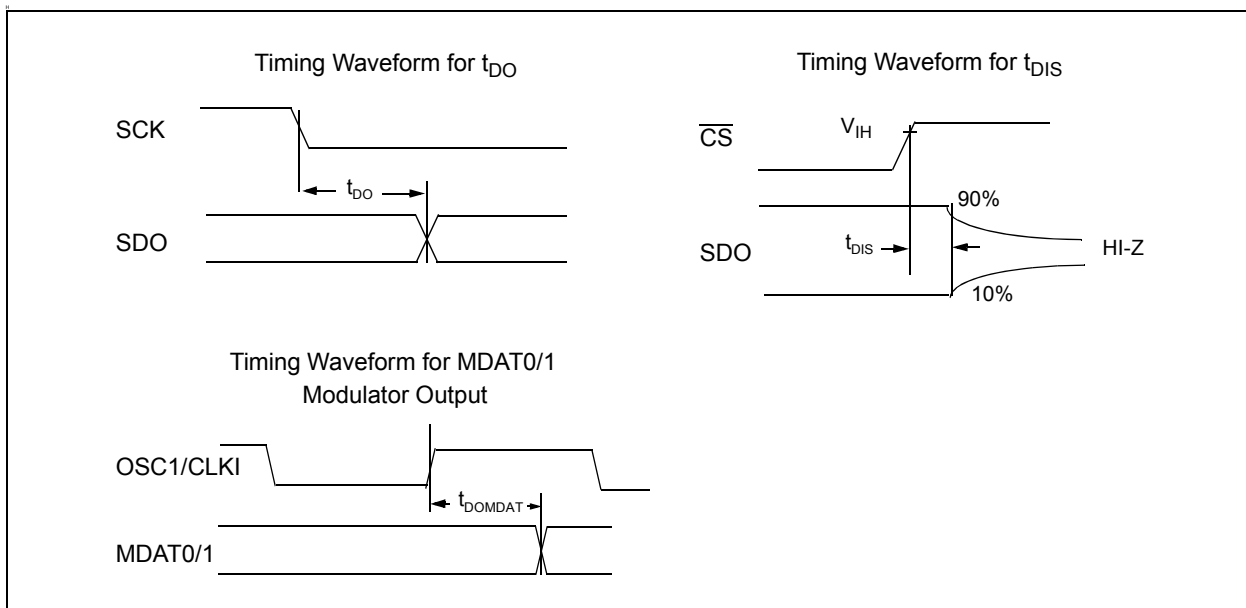 Timing Waveform for tDO
SCK
tDO
SDO
Timing Waveform for tDIS
CS
VIH
90%
SDO
tDIS
HI-Z
10%
Timing Waveform for MDAT0/1
Modulator Output
OSC1/CLKI
tDOMDAT
MDAT0/1